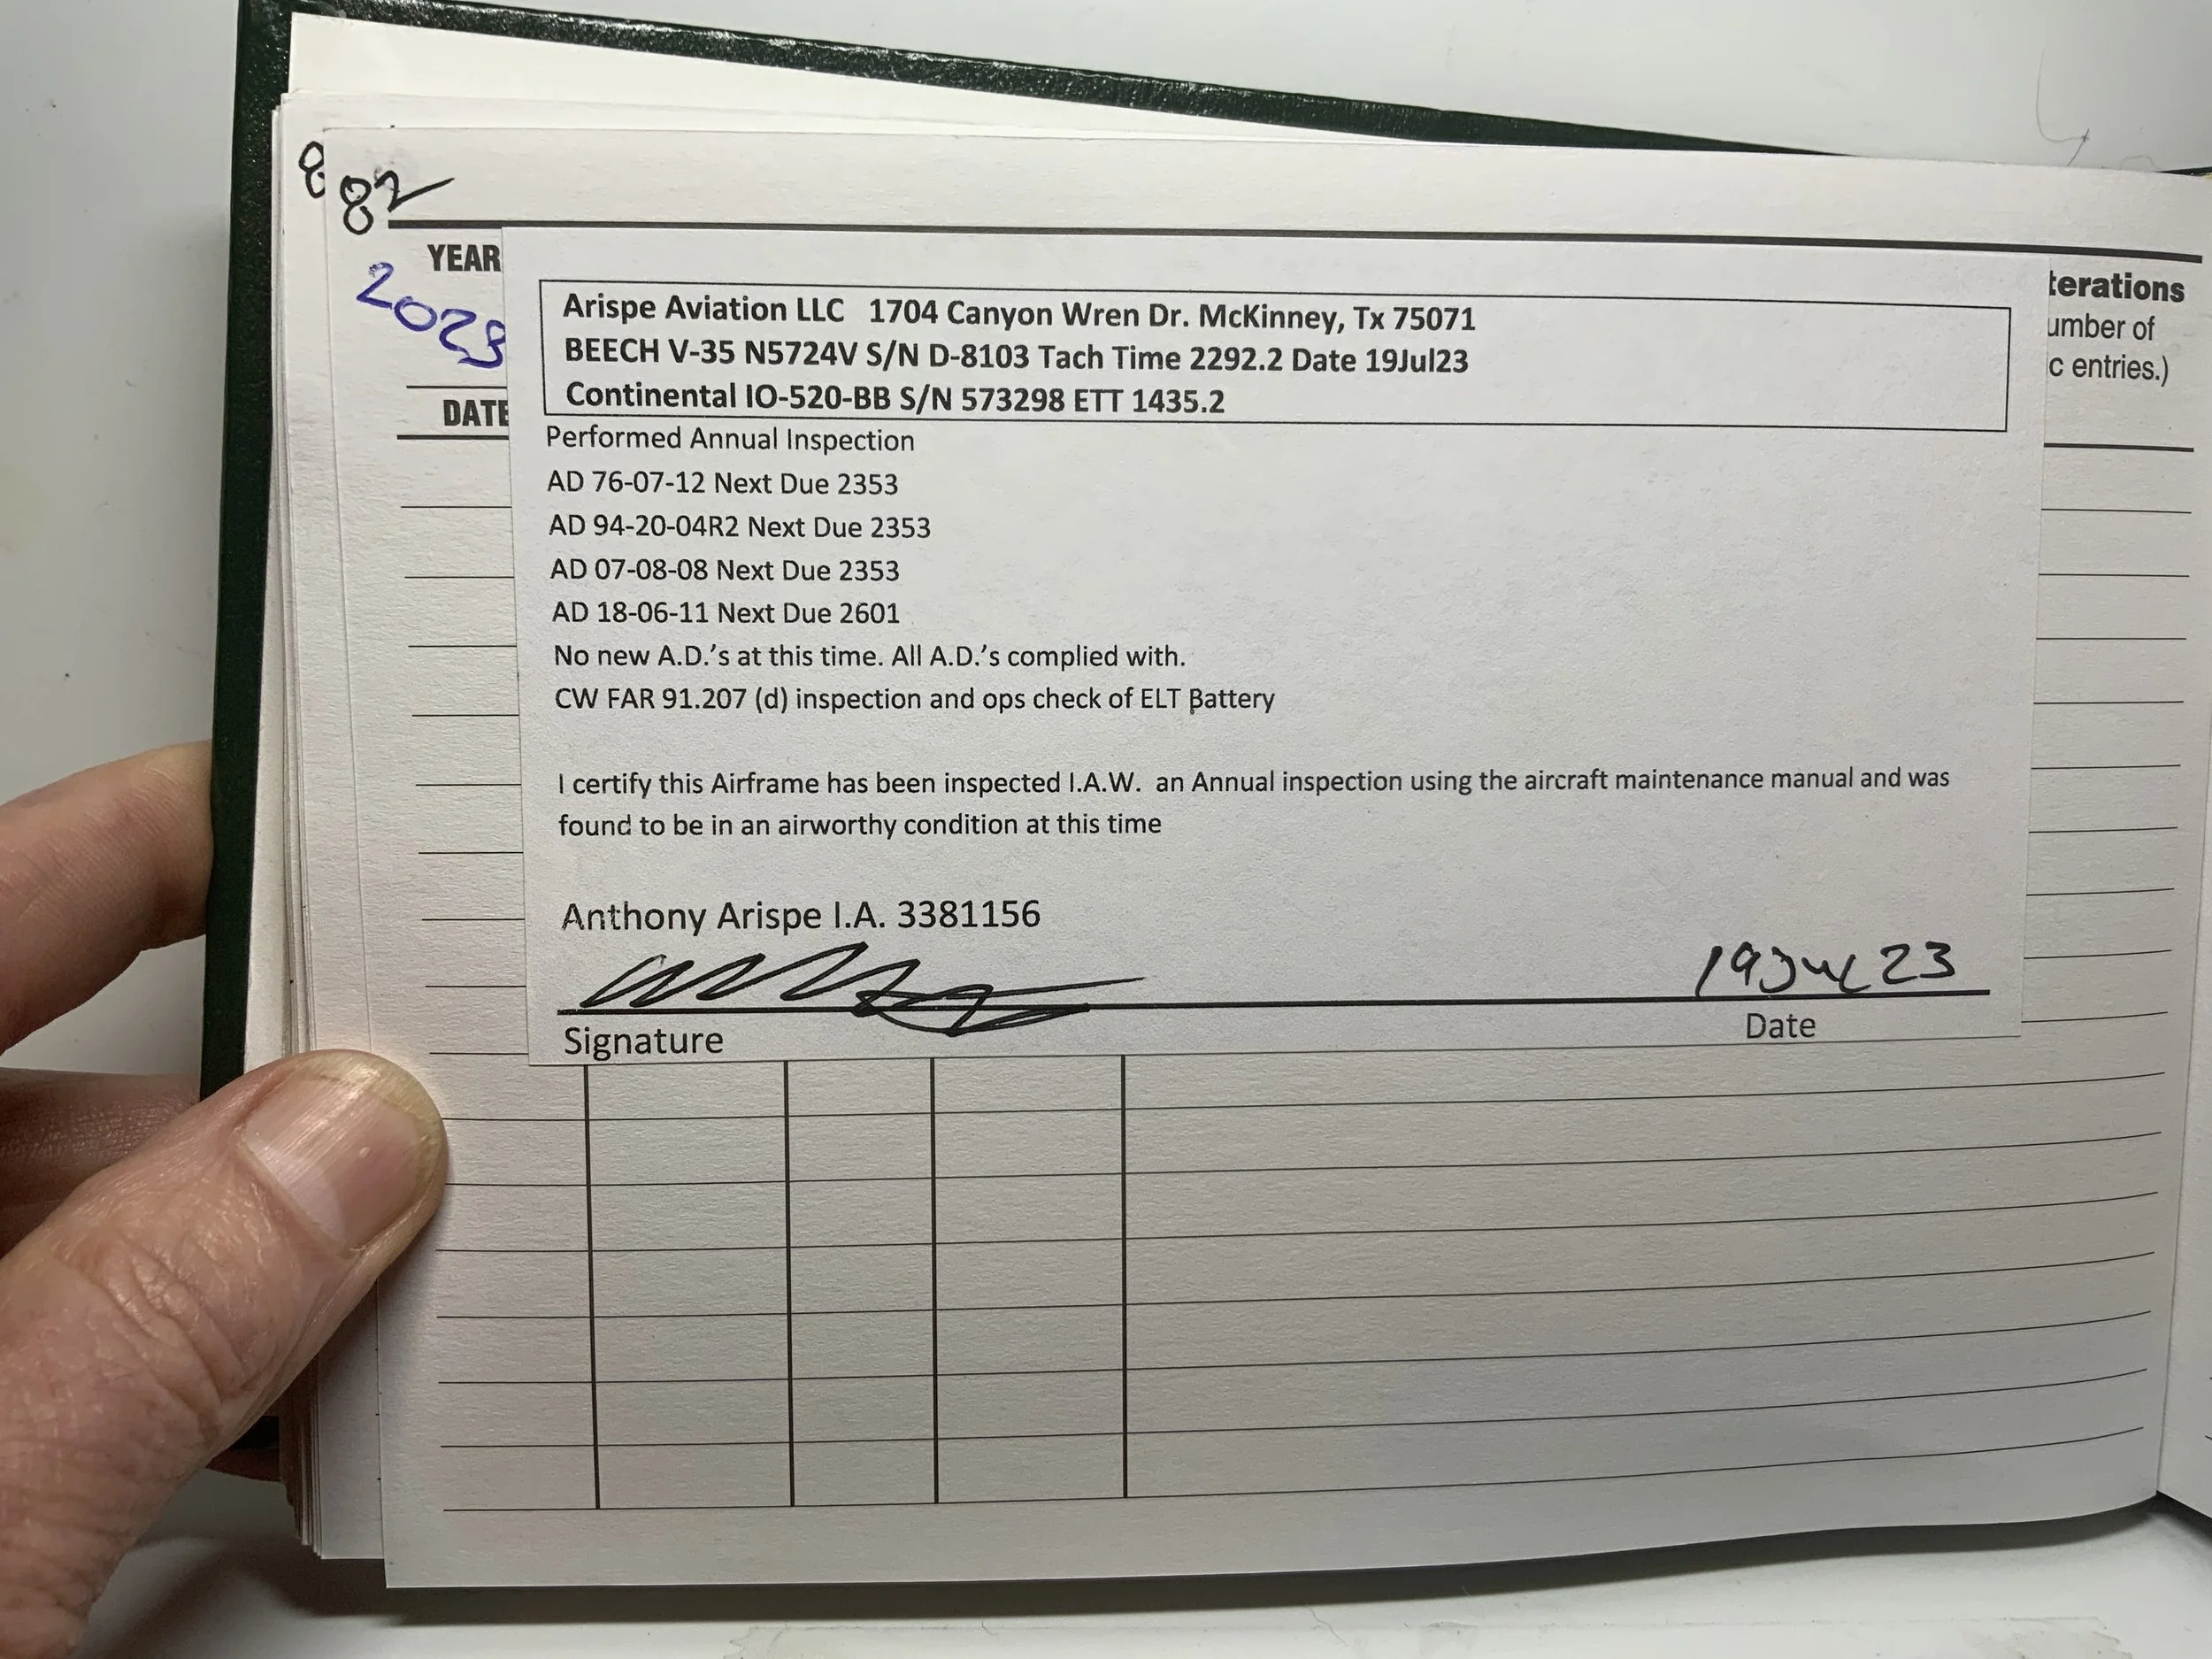 8
82
YEAR
2023
DATE
terations
umber of
c entries.)
Arispe Aviation LLC 1704 Canyon Wren Dr. McKinney, Tx 75071
BEECH V-35 N5724V S/N D-8103 Tach Time 2292.2 Date 19Jul23
Continental IO-520-BB S/N 573298 ETT 1435.2
Performed Annual Inspection
AD 76-07-12 Next Due 2353
AD 94-20-04R2 Next Due 2353
AD 07-08-08 Next Due 2353
AD 18-06-11 Next Due 2601
No new A.D.'s at this time. All A.D.'s complied with.
CW FAR 91.207 (d) inspection and ops check of ELT Battery
I certify this Airframe has been inspected I.A.W. an Annual inspection using the aircraft maintenance manual and was
found to be in an airworthy condition at this time
Anthony Arispe I.A. 3381156
19Jul23
Signature
Date